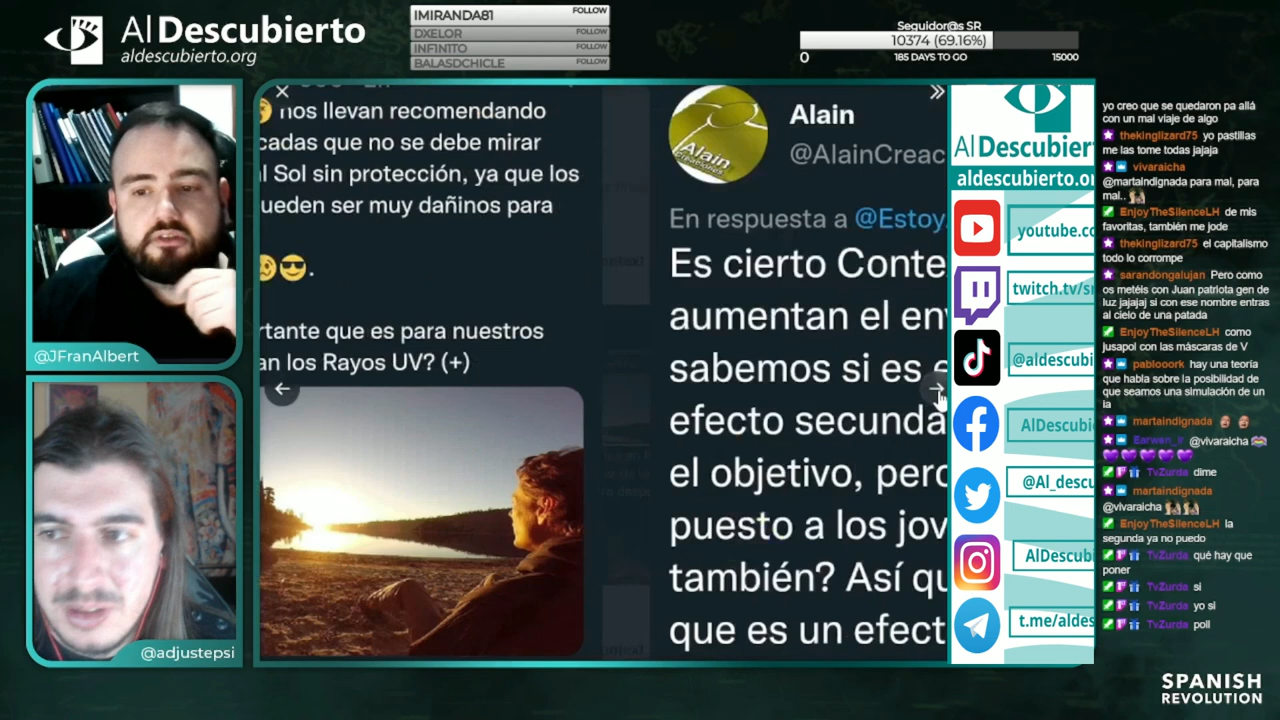 Al Descubierto
aldescubierto.org
IMIRANDA81 FOLLOW
DXELOR FOLLOW
INF1N1TO FOLLOW
BALASDCHICLE FOLLOW
Seguidor@s SR
10374 (69.16%)
0 185 DAYS TO GO 15000
@JFranAlbert
@adjustepsi
nos llevan recomendando
cadas que no se debe mirar
l Sol sin protección, ya que los
ueden ser muy dañinos para
rtante que es para nuestros
an los Rayos UV? (+)
Alain
@AlainCreac
En respuesta a @Estoy
Es cierto Conte
aumentan el en
sabemos si es
efecto secunda
el objetivo, pero
puesto a los jov
también? Así qu
que es un efect
Alain
Creaciones
Al Descubier
aldescubierto.o
youtube.co
twitch.tv/s
@aldescubi
AlDescubi
@Al_descu
AlDescub
t.me/aldes
yo creo que se quedaron pa allá
con un mal viaje de algo
thekinglizard75 yo pastillas
me las tome todas jajaja
vivaraicha
@martaindignada para mal, para
mal..
EnjoyTheSilenceLH de mis
favoritas, también me jode
thekinglizard75 el capitalismo
todo lo corrompe
sarandongalujan Pero como
os metéis con Juan patriota gen de
luz jajajaj si con ese nombre entras
al cielo de una patada
EnjoyTheSilenceLH como
jusapol con las máscaras de V
pablooork hay una teoría
que habla sobre la posibilidad de
que seamos una simulación de un
ia
martaindignada
Earwen_ir @vivaraicha
TvZurda dime
martaindignada
@vivaraicha
EnjoyTheSilenceLH la
segunda ya no puedo
TvZurda qué hay que
poner
TvZurda si
TvZurda yo si
TvZurda poll
SPANISH
REVOLUTION